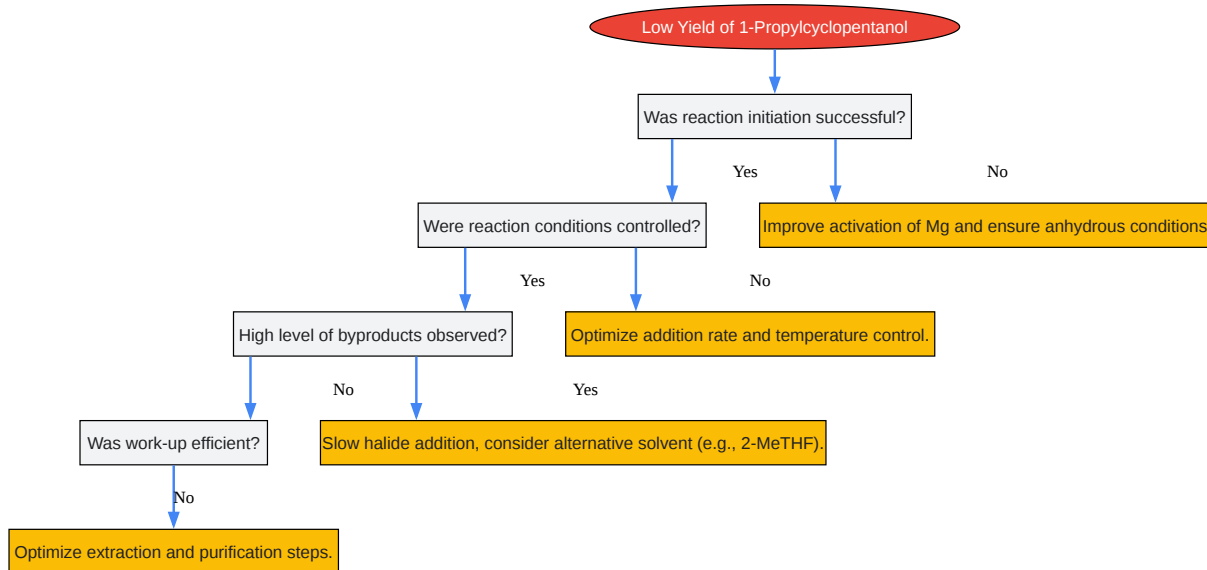 Low Yield of 1-Propylcyclopentanol
Was reaction initiation successful?
Yes
No
Were reaction conditions controlled?
Improve activation of Mg and ensure anhydrous conditions
Yes
No
High level of byproducts observed?
Optimize addition rate and temperature control.
No
Yes
Was work-up efficient?
Slow halide addition, consider alternative solvent (e.g., 2-MeTHF).
No
Optimize extraction and purification steps.